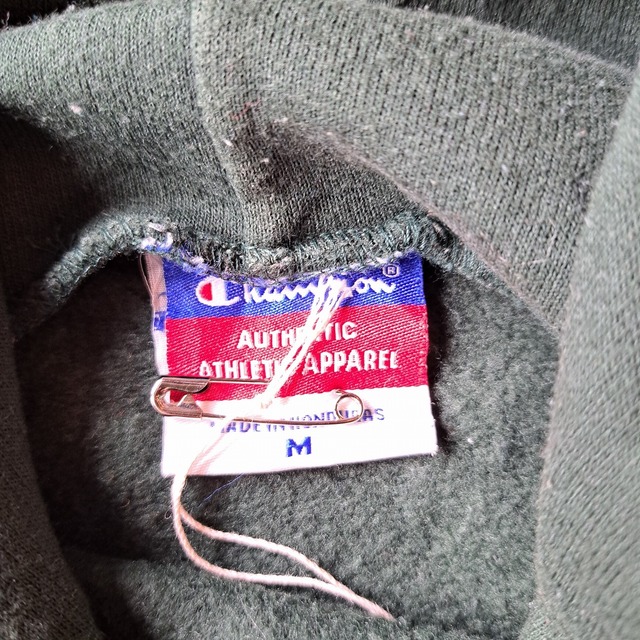 Champion®
AUTHENTIC
ATHLETIC APPAREL
MADE IN HONDURAS
M